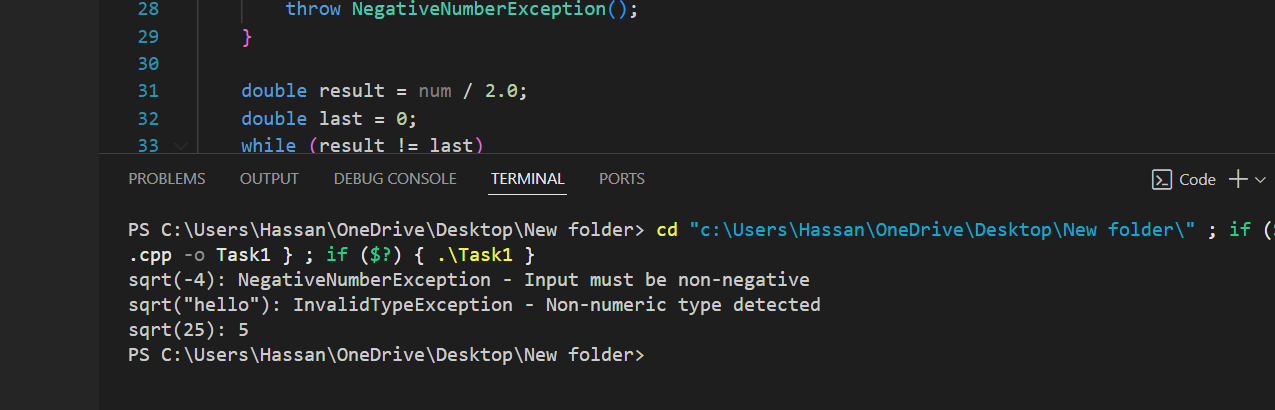 28 throw NegativeNumberException();
29 }
30
31 double result = num / 2.0;
32 double last = 0;
33 while (result != last)
PROBLEMS OUTPUT DEBUG CONSOLE TERMINAL PORTS Code
PS C:\Users\Hassan\OneDrive\Desktop\New folder> cd "c:\Users\Hassan\OneDrive\Desktop\New folder\" ; if (
.cpp -o Task1 } ; if ($?) { .\Task1 }
sqrt(-4): NegativeNumberException - Input must be non-negative
sqrt("hello"): InvalidTypeException - Non-numeric type detected
sqrt(25): 5
PS C:\Users\Hassan\OneDrive\Desktop\New folder>